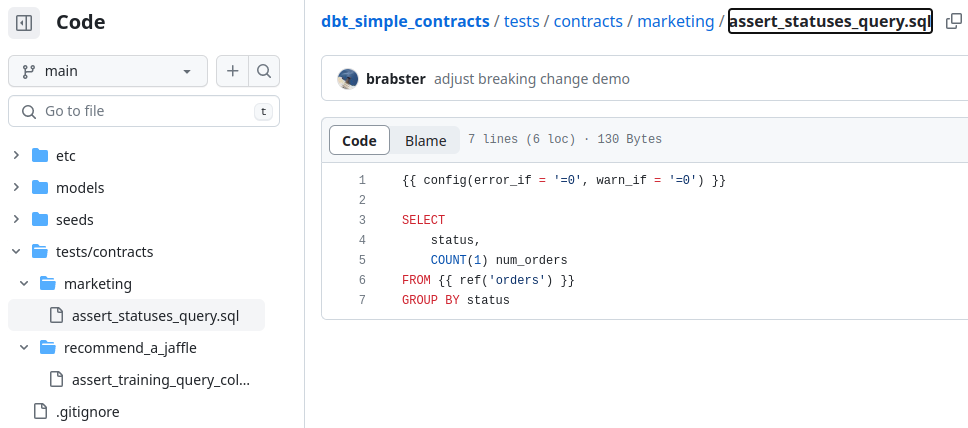 Code
main
Go to file
t
etc
models
seeds
tests/contracts
marketing
assert_statuses_query.sql
recommend_a_jaffle
assert_training_query_col...
.gitignore
dbt_simple_contracts / tests / contracts / marketing / assert_statuses_query.sql
brabster adjust breaking change demo
Code Blame 7 lines (6 loc) · 130 Bytes
1 {{ config(error_if = '=0', warn_if = '=0') }}
2
3 SELECT
4 status,
5 COUNT(1) num_orders
6 FROM {{ ref('orders') }}
7 GROUP BY status